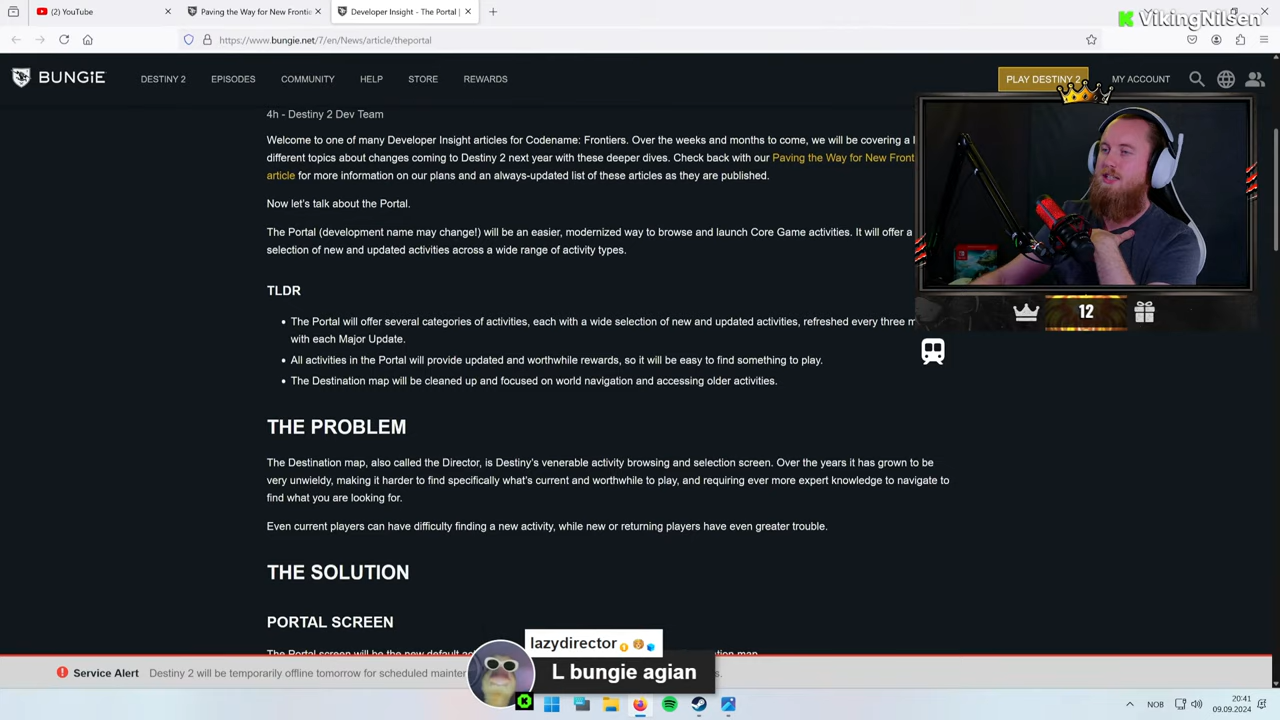 (2) YouTube
Paving the Way for New Frontie
Developer Insight - The Portal |
VikingNilsen
https://www.bungie.net/7/en/News/article/theportal
BUNGiE
DESTINY 2
EPISODES
COMMUNITY
HELP
STORE
REWARDS
PLAY DESTINY 2
MY ACCOUNT
4h - Destiny 2 Dev Team
Welcome to one of many Developer Insight articles for Codename: Frontiers. Over the weeks and months to come, we will be covering a
different topics about changes coming to Destiny 2 next year with these deeper dives. Check back with our Paving the Way for New Front
article for more information on our plans and an always-updated list of these articles as they are published.
Now let's talk about the Portal.
The Portal (development name may change!) will be an easier, modernized way to browse and launch Core Game activities. It will offer a
selection of new and updated activities across a wide range of activity types.
TLDR
• The Portal will offer several categories of activities, each with a wide selection of new and updated activities, refreshed every three m
with each Major Update.
• All activities in the Portal will provide updated and worthwhile rewards, so it will be easy to find something to play.
• The Destination map will be cleaned up and focused on world navigation and accessing older activities.
12
THE PROBLEM
The Destination map, also called the Director, is Destiny's venerable activity browsing and selection screen. Over the years it has grown to be
very unwieldy, making it harder to find specifically what's current and worthwhile to play, and requiring ever more expert knowledge to navigate to
find what you are looking for.
Even current players can have difficulty finding a new activity, while new or returning players have even greater trouble.
THE SOLUTION
PORTAL SCREEN
lazydirector
L bungie agian
Service Alert
Destiny 2 will be temporarily offline tomorrow for scheduled mainter
NOB
20:41
09.09.2024